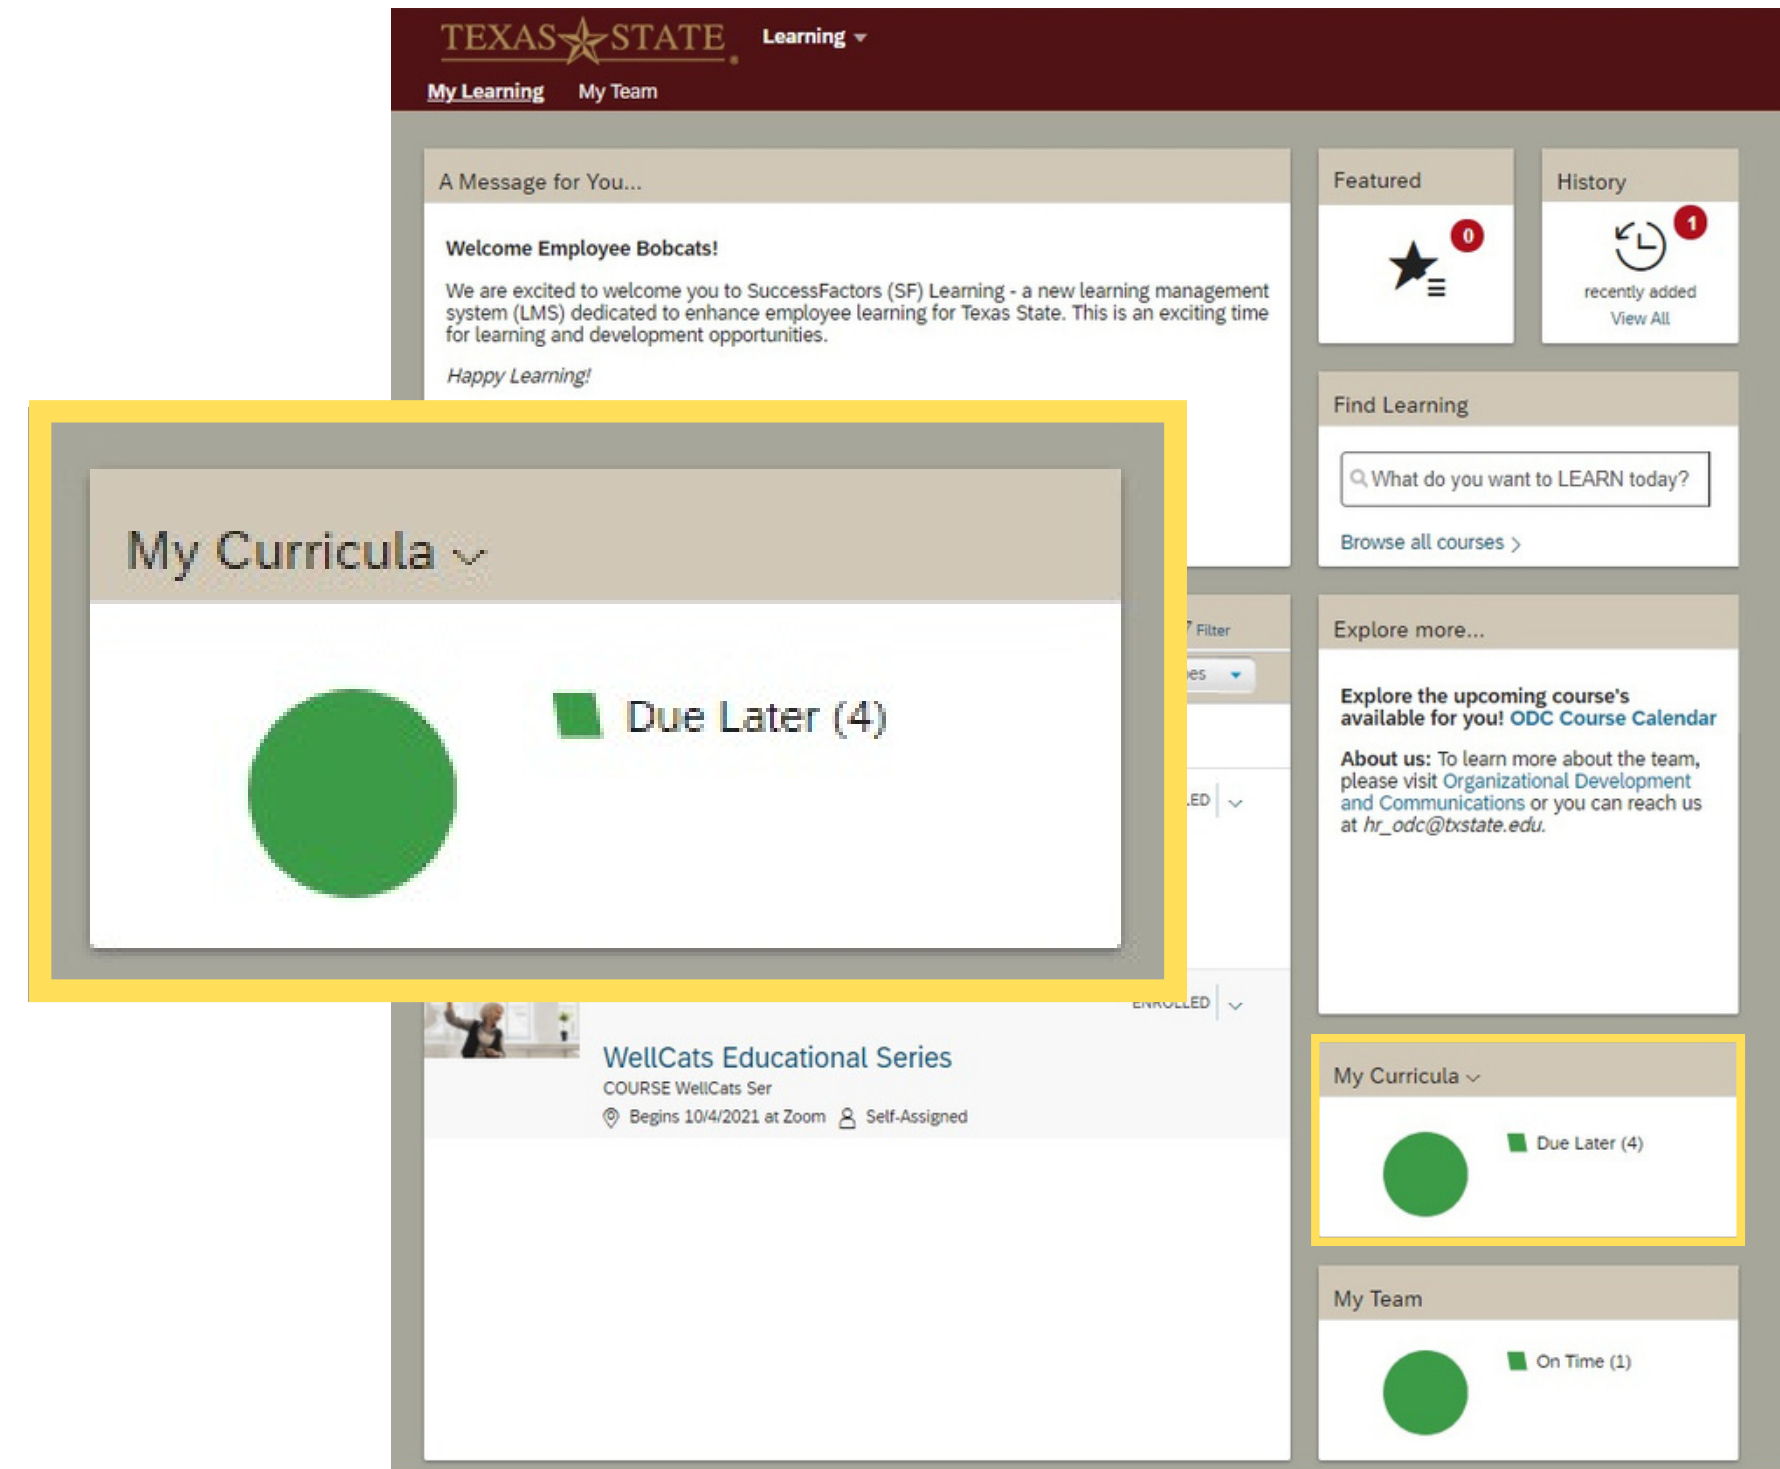 TEXAS STATE
Learning
My Learning
My Team
A Message for You...
Welcome Employee Bobcats!
We are excited to welcome you to SuccessFactors (SF) Learning - a new learning management
system (LMS) dedicated to enhance employee learning for Texas State. This is an exciting time
for learning and development opportunities.
Happy Learning!
Featured
0
History
1
recently added
View All
Find Learning
What do you want to LEARN today?
Browse all courses
My Curricula
Due Later (4)
Filter
Explore more...
Explore the upcoming course's
available for you! ODC Course Calendar
About us: To learn more about the team,
please visit Organizational Development
and Communications or you can reach us
at hr_odc@txstate.edu.
ENROLLED
WellCats Educational Series
COURSE WellCats Ser
Begins 10/4/2021 at Zoom
Self-Assigned
My Curricula
Due Later (4)
My Team
On Time (1)